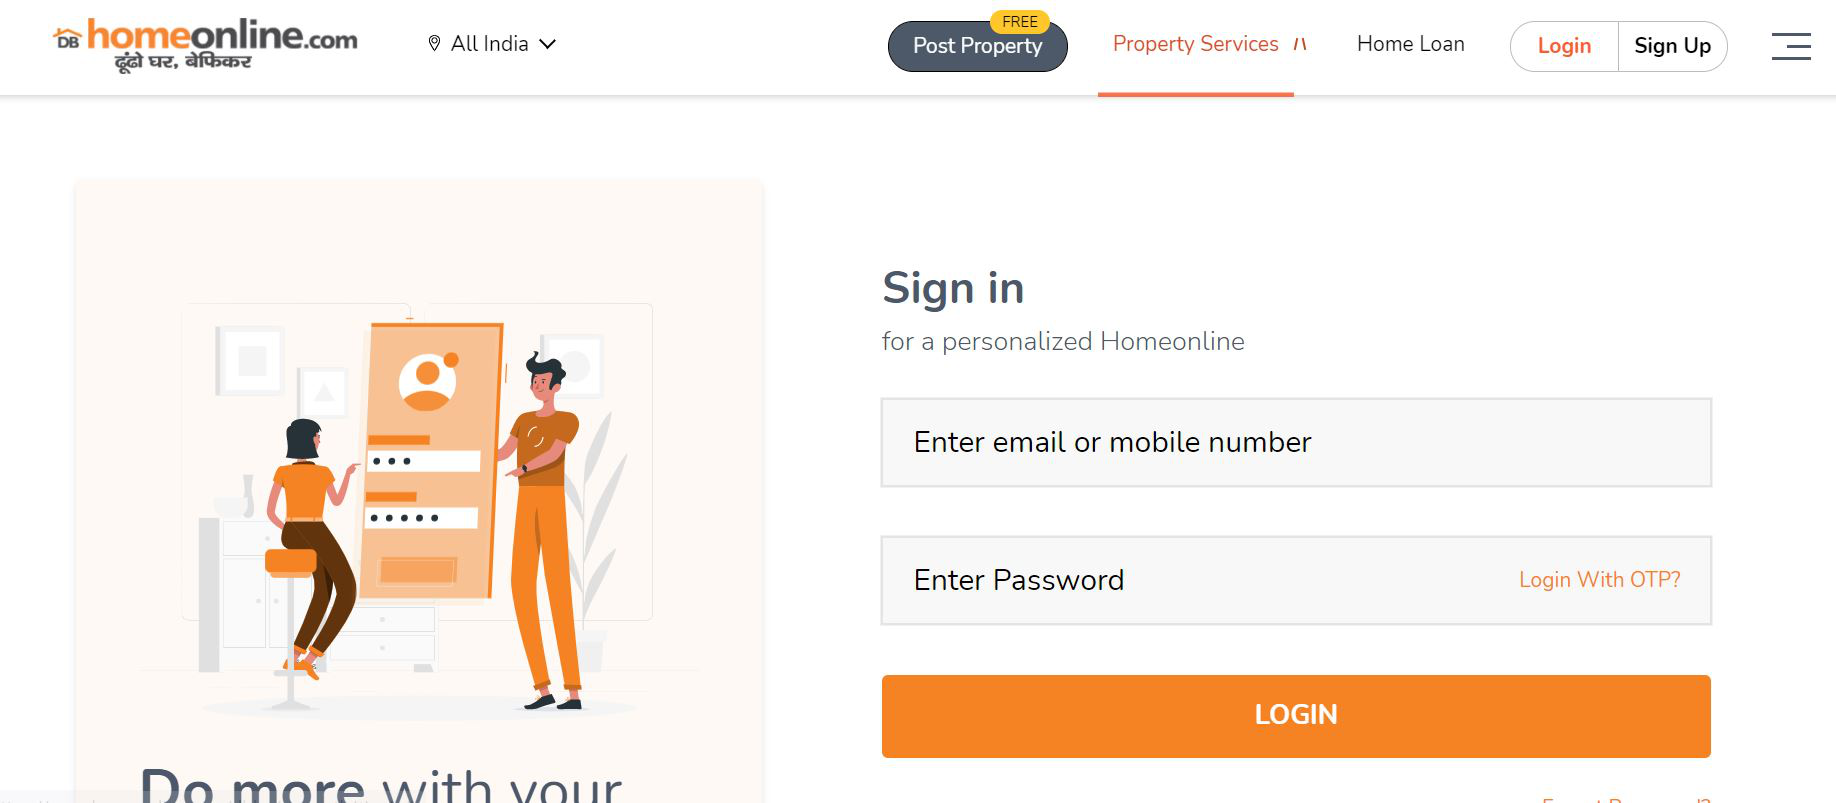 DB homeonline.com
ढूंढो घर, बेफिकर
All India
FREE
Post Property
Property Services
Home Loan
Login
Sign Up
Sign in
for a personalized Homeonline
Enter email or mobile number
Enter Password
Login With OTP?
LOGIN
Do more with your